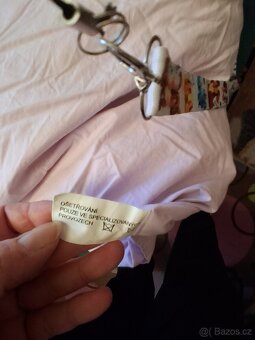 OŠETŘOVÁNÍ
POUZE VE SPECIALIZOVANÝCH
PROVOZECH
© Bazos.cz